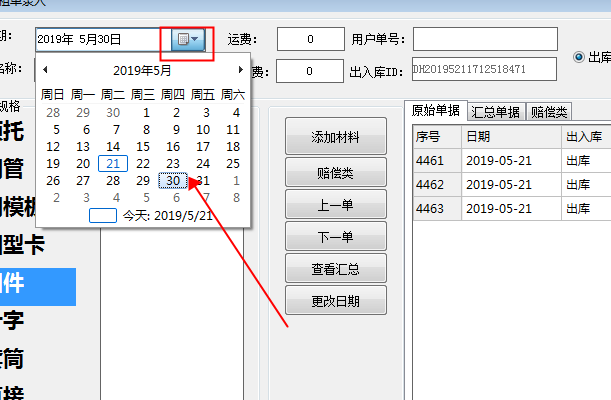 租单录入
期: 2019年 5月30日 运费: 0 用户单号:
名称: 费: 0 出入库ID: DH20195211712518471 出库
2019年5月
周日 周一 周二 周三 周四 周五 周六
28 29 30 1 2 3 4
5 6 7 8 9 10 11
12 13 14 15 16 17 18
19 20 21 22 23 24 25
26 27 28 29 30 31 1
2 3 4 5 6 7 8
今天: 2019/5/21
规格
顶托
钢管
钢模板
型卡
扣件
十字
套筒
直接
添加材料
赔偿类
上一单
下一单
查看汇总
更改日期
原始单据 汇总单据 赔偿类
序号 日期 出入库
4461 2019-05-21 出库
4462 2019-05-21 出库
4463 2019-05-21 出库